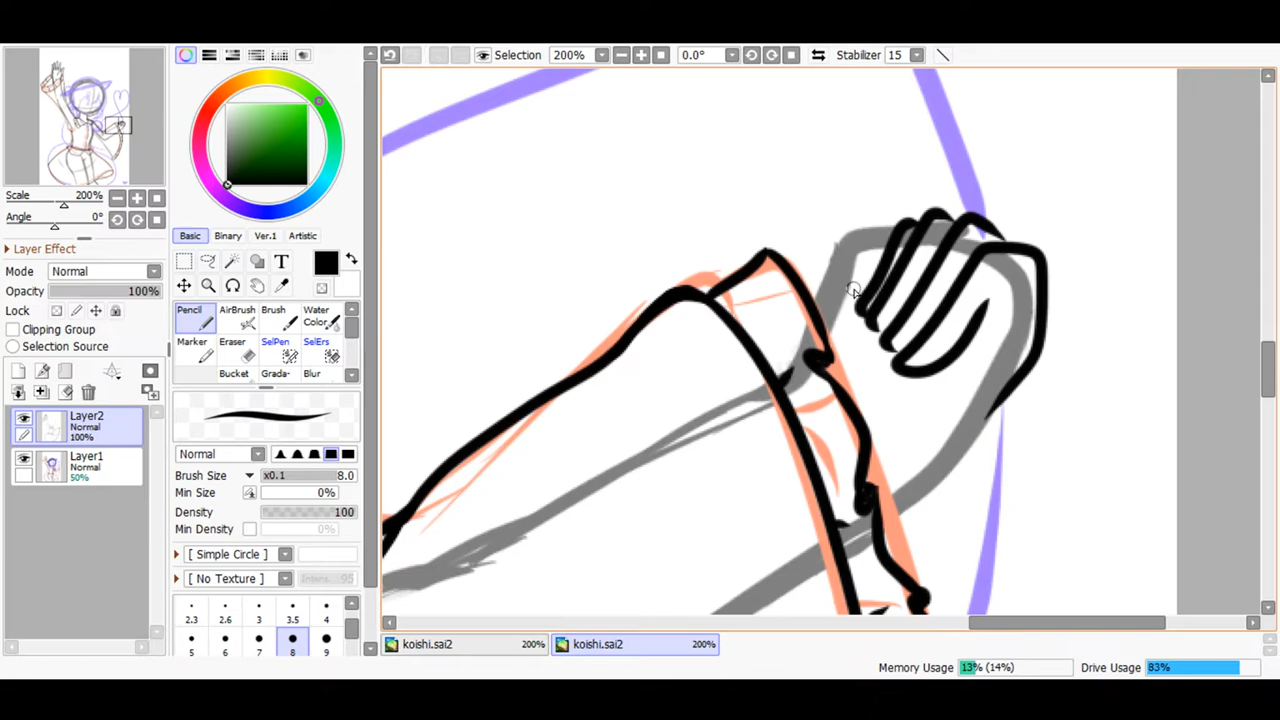 Selection 200% 0.0° Stabilizer 15
Scale 200%
Angle 0°
Layer Effect
Mode Normal
Opacity 100%
Lock
Clipping Group
Selection Source
Layer2
Normal
100%
Layer1
Normal
50%
Basic Binary Ver.1 Artistic
T
Pencil AirBrush Brush Water Color
Marker Eraser SelPen SelErs
Bucket Grada- Blur
Normal
Brush Size x0.1 8.0
Min Size 0%
Density 100
Min Density 0%
[ Simple Circle ]
[ No Texture ] Intens. 95
2.3 2.6 3 3.5 4
5 6 7 8 9
koishi.sai2 200% koishi.sai2 200%
Memory Usage 13% (14%) Drive Usage 83%